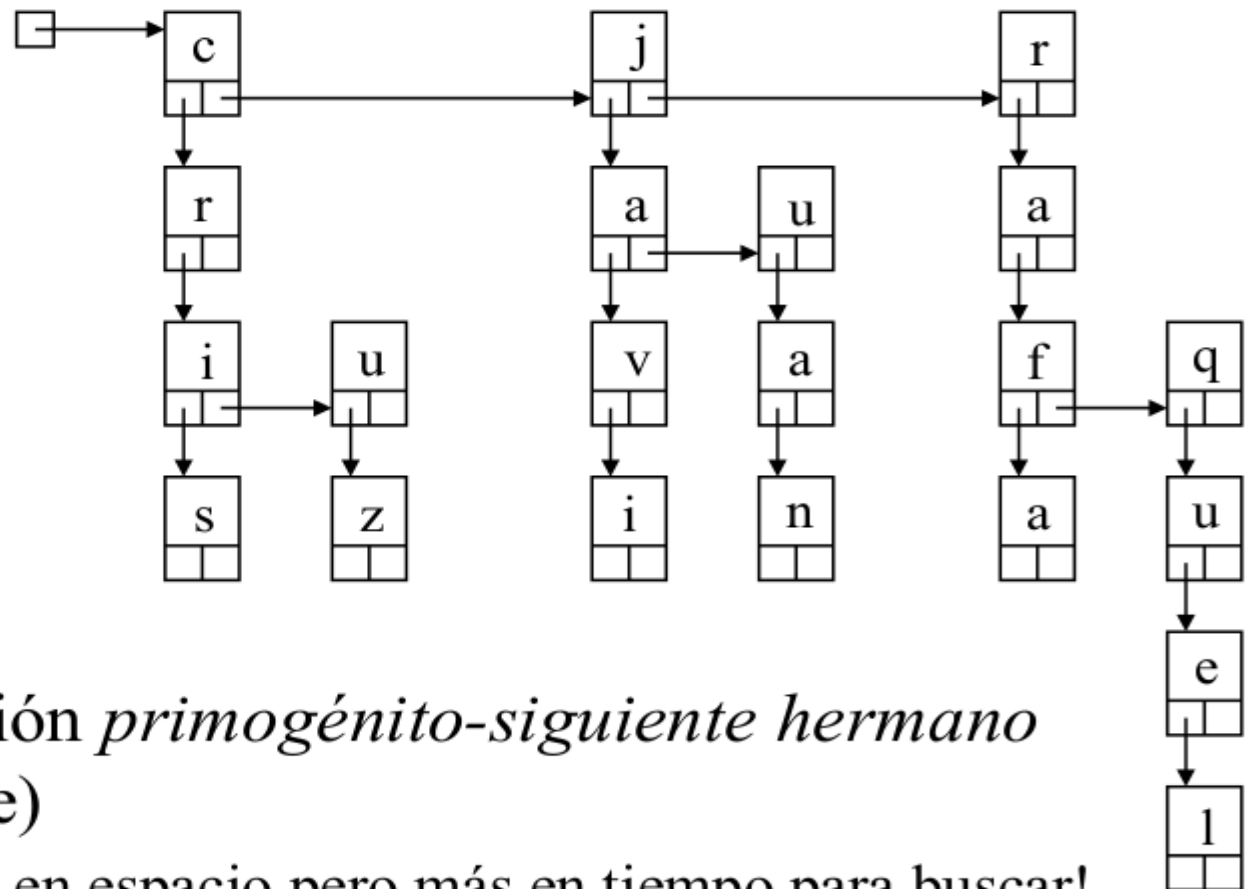 c j r
r a u a
i u v a f q
s z i n a u
e
ión primogénito-siguiente hermano
e)
l
en espacio pero más en tiempo para buscar!